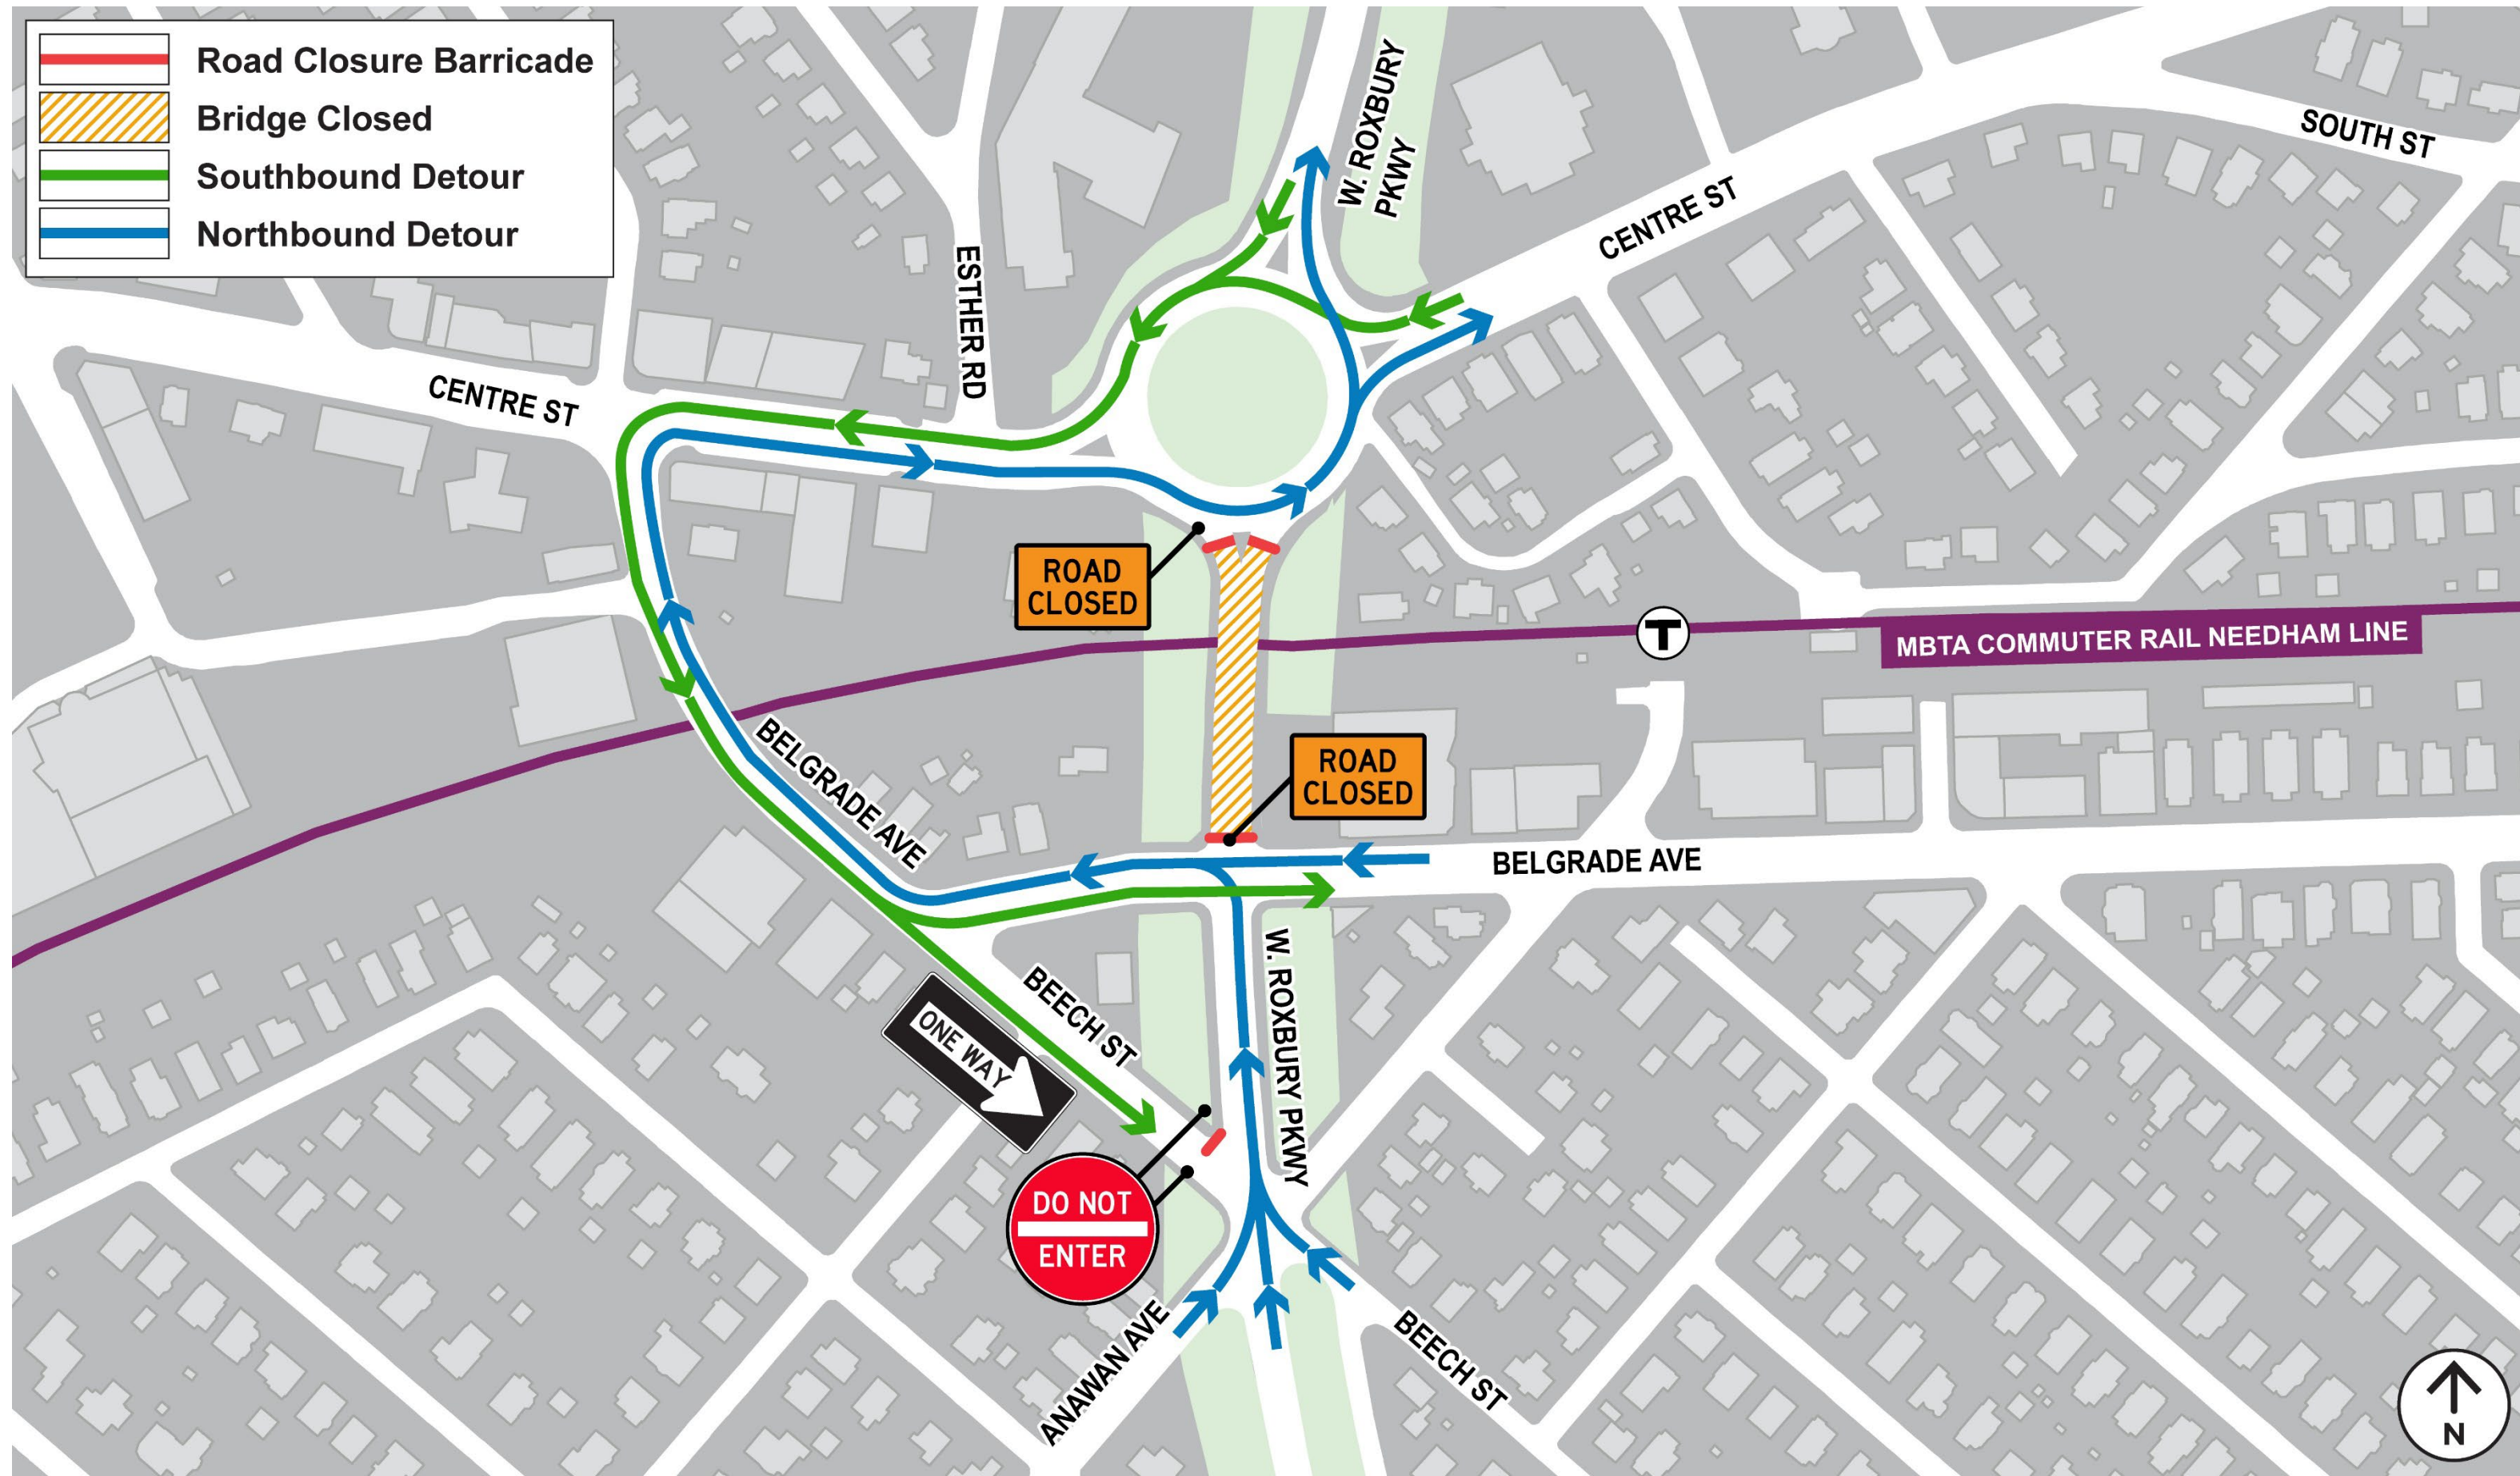 Road Closure Barricade
Bridge Closed
Southbound Detour
Northbound Detour
W. ROXBURY
PKWY
SOUTH ST
CENTRE ST
ESTHER RD
CENTRE ST
ROAD
CLOSED
T
MBTA COMMUTER RAIL NEEDHAM LINE
BELGRADE AVE
ROAD
CLOSED
BELGRADE AVE
W. ROXBURY PKWY
BEECH ST
ONE WAY
DO NOT
ENTER
ANAWAN AVE
BEECH ST
N